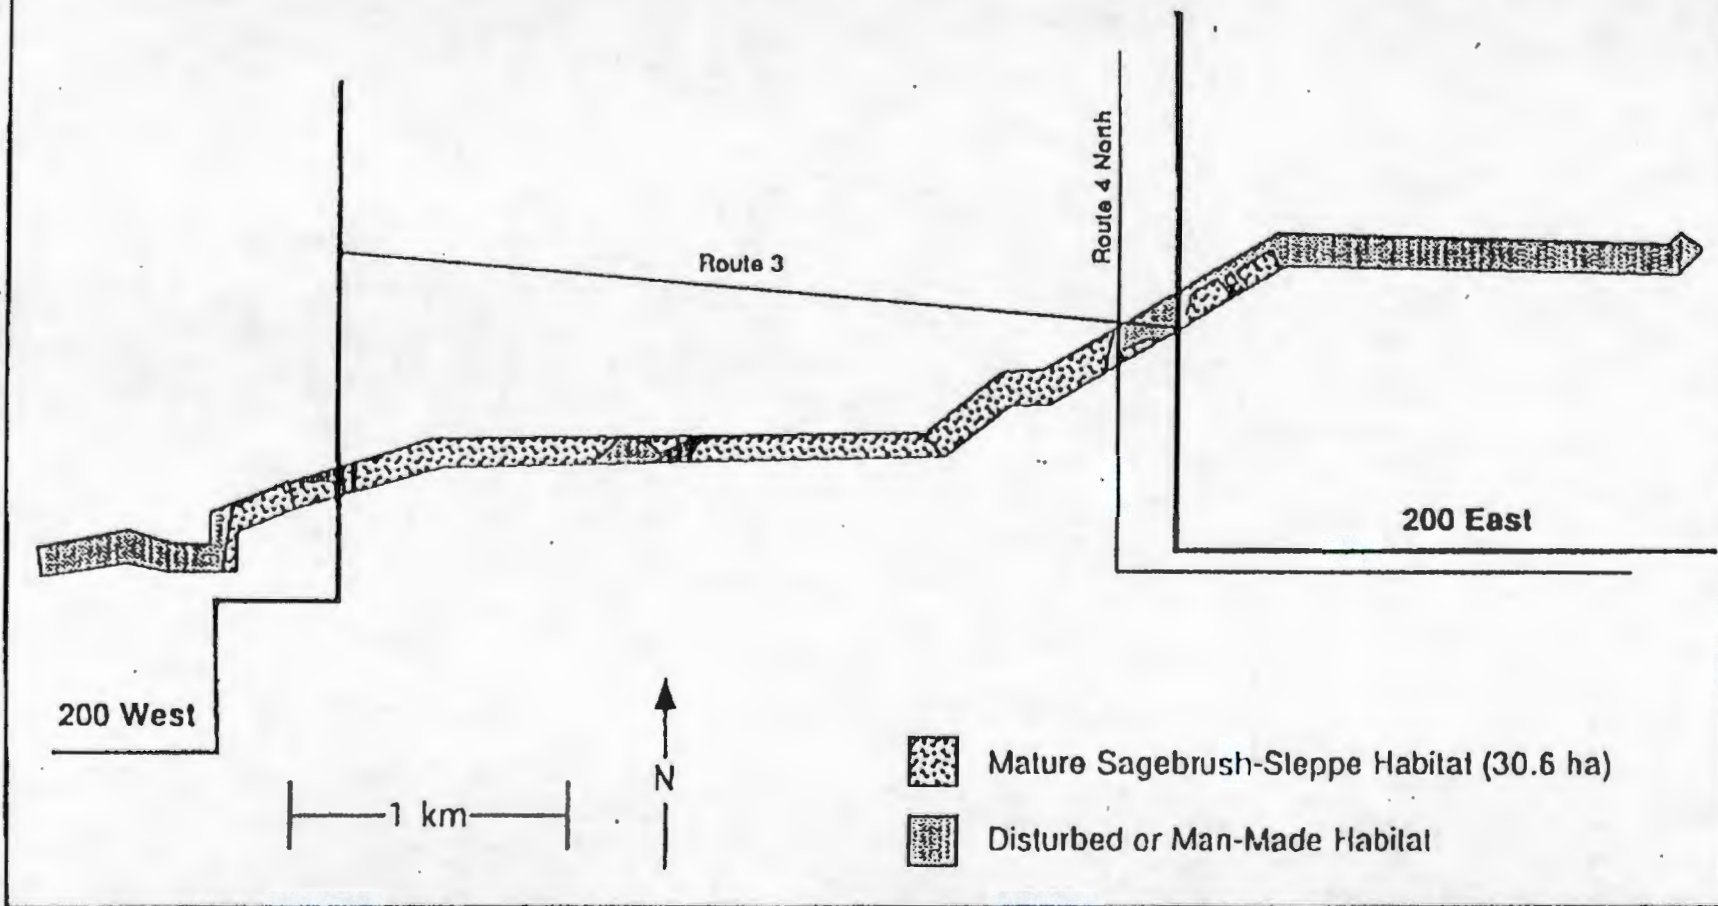 Route 4 North
Route 3
200 East
200 West
N
1 km
Mature Sagebrush-Steppe Habitat (30.6 ha)
Disturbed or Man-Made Habitat